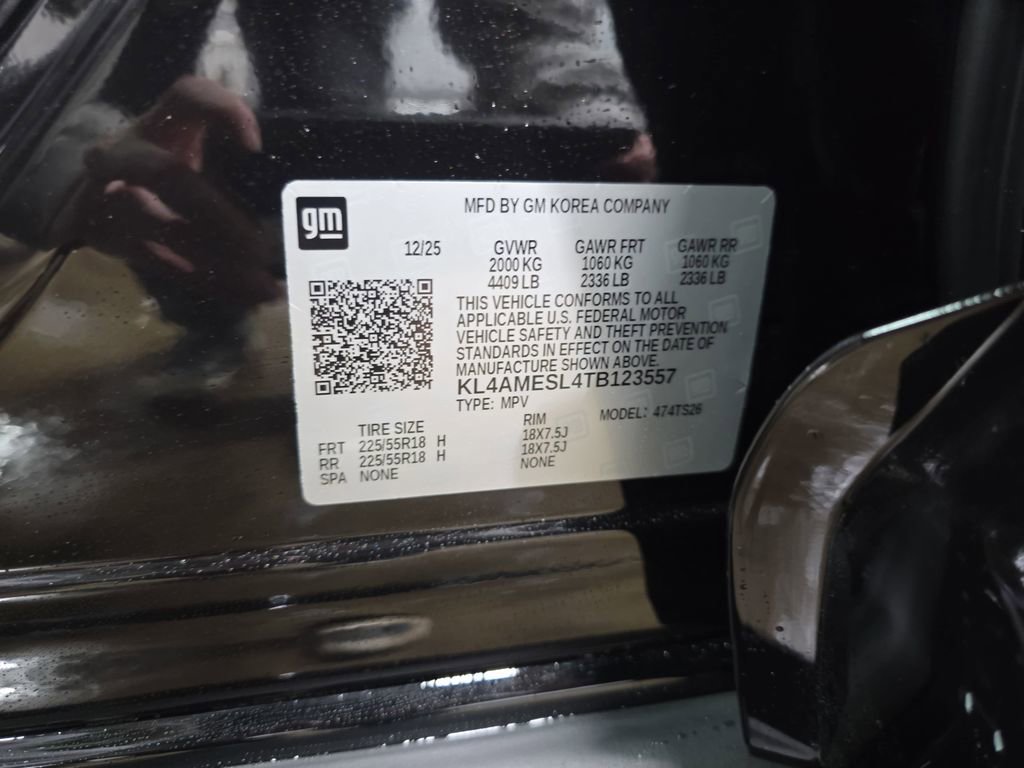 gm
MFD BY GM KOREA COMPANY
12/25 GVWR GAWR FRT GAWR RR
2000 KG 1060 KG 1060 KG
4409 LB 2336 LB 2336 LB
THIS VEHICLE CONFORMS TO ALL
APPLICABLE U.S. FEDERAL MOTOR
VEHICLE SAFETY AND THEFT PREVENTION
STANDARDS IN EFFECT ON THE DATE OF
MANUFACTURE SHOWN ABOVE.
KL4AMESL4TB123557
TYPE: MPV MODEL: 474TS26
TIRE SIZE RIM
FRT 225/55R18 H 18X7.5J
RR 225/55R18 H 18X7.5J
SPA NONE NONE